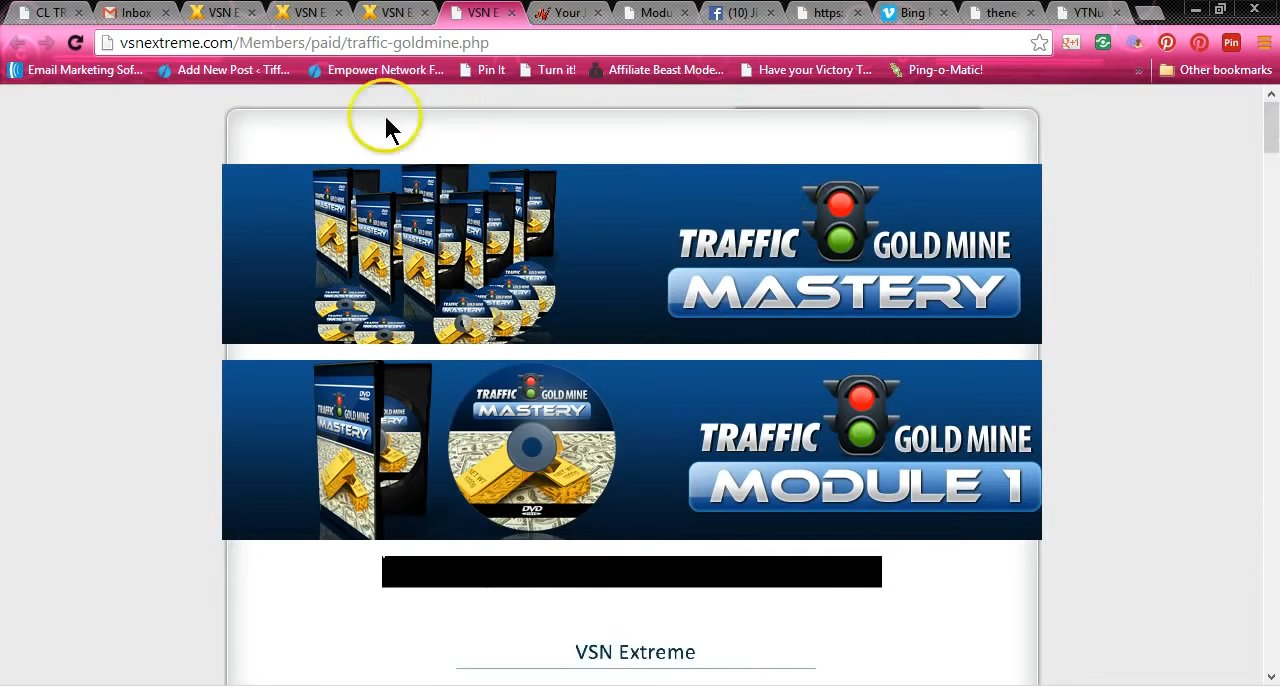 CL TR
Inbox
VSN E
VSN E
VSN E
VSN E
Your J
Modu
(10) Ji
https:
Bing F
thene
YTNu
vsnextreme.com/Members/paid/traffic-goldmine.php
Email Marketing Sof...
Add New Post ‹ Tiff...
Empower Network F...
Pin It
Turn it!
Affiliate Beast Mode...
Have your Victory T...
Ping-o-Matic!
»
Other bookmarks
TRAFFIC GOLD MINE
MASTERY
TRAFFIC GOLD MINE
MASTERY
DVD
TRAFFIC GOLD MINE
MODULE 1
VSN Extreme